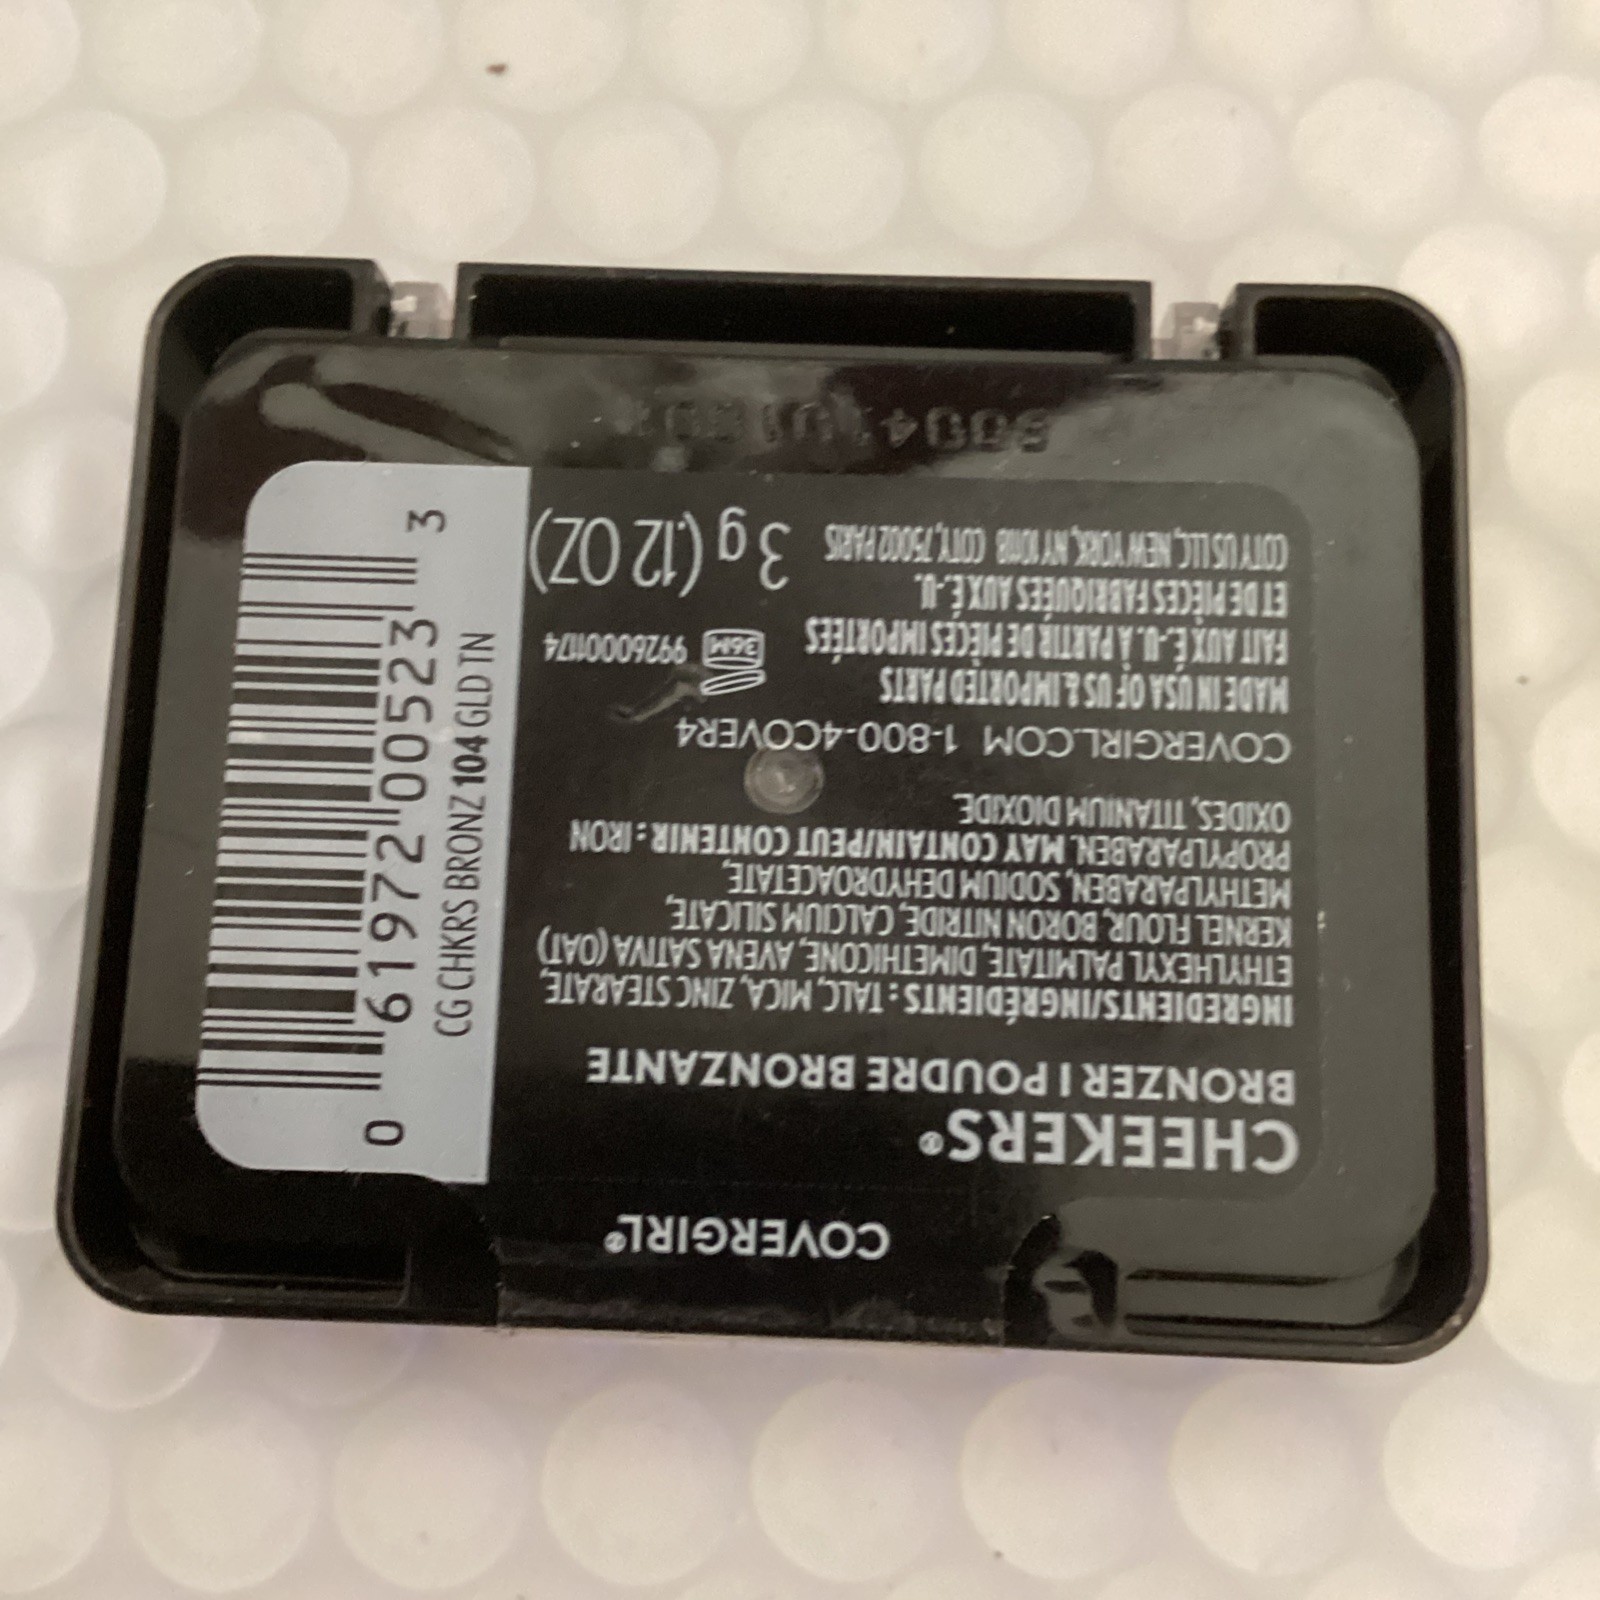 COVERGIRL®
CHEEKERS®
BRONZER | POUDRE BRONZANTE
INGREDIENTS/INGRÉDIENTS : TALC, MICA, ZINC STEARATE,
ETHYLHEXYL PALMITATE, DIMETHICONE, AVENA SATIVA (OAT)
KERNEL FLOUR, BORON NITRIDE, CALCIUM SILICATE,
METHYLPARABEN, SODIUM DEHYDROACETATE,
PROPYLPARABEN. MAY CONTAIN/PEUT CONTENIR : IRON
OXIDES, TITANIUM DIOXIDE.
COVERGIRL.COM 1-800-4COVER4
MADE IN USA OF US & IMPORTED PARTS
FAIT AUX É.-U. À PARTIR DE PIÈCES IMPORTÉES
ET DE PIÈCES FABRIQUÉES AUX É.-U.
COTY US LLC, NEW YORK, NY 10118 COTY, 75002 PARIS
36M
99260001174
3 g (.12 OZ)
0 61972 00523 3
CG CHKRS BRONZ 104 GLD TN